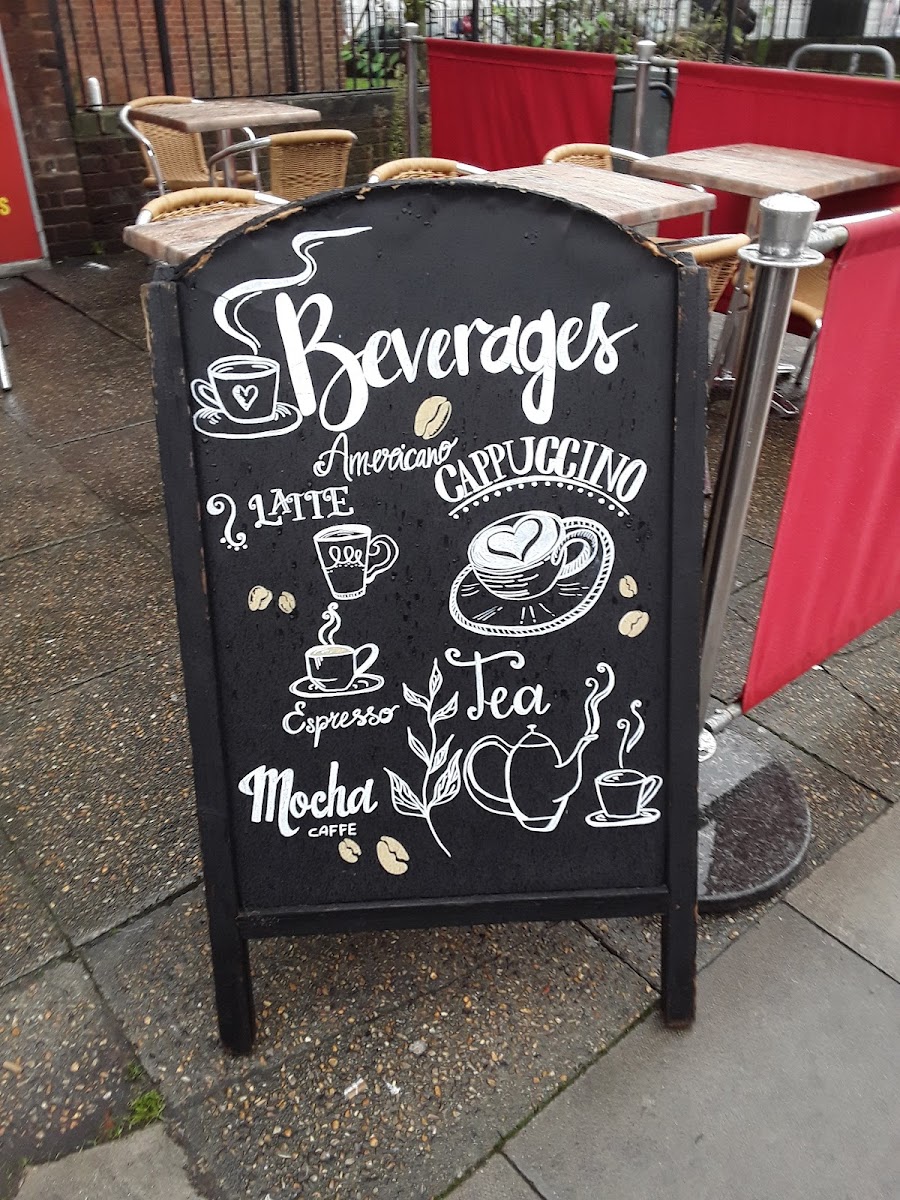 Beverages
Americano
CAPPUCCINO
LATTE
Tea
Espresso
Mocha
CAFFE
S